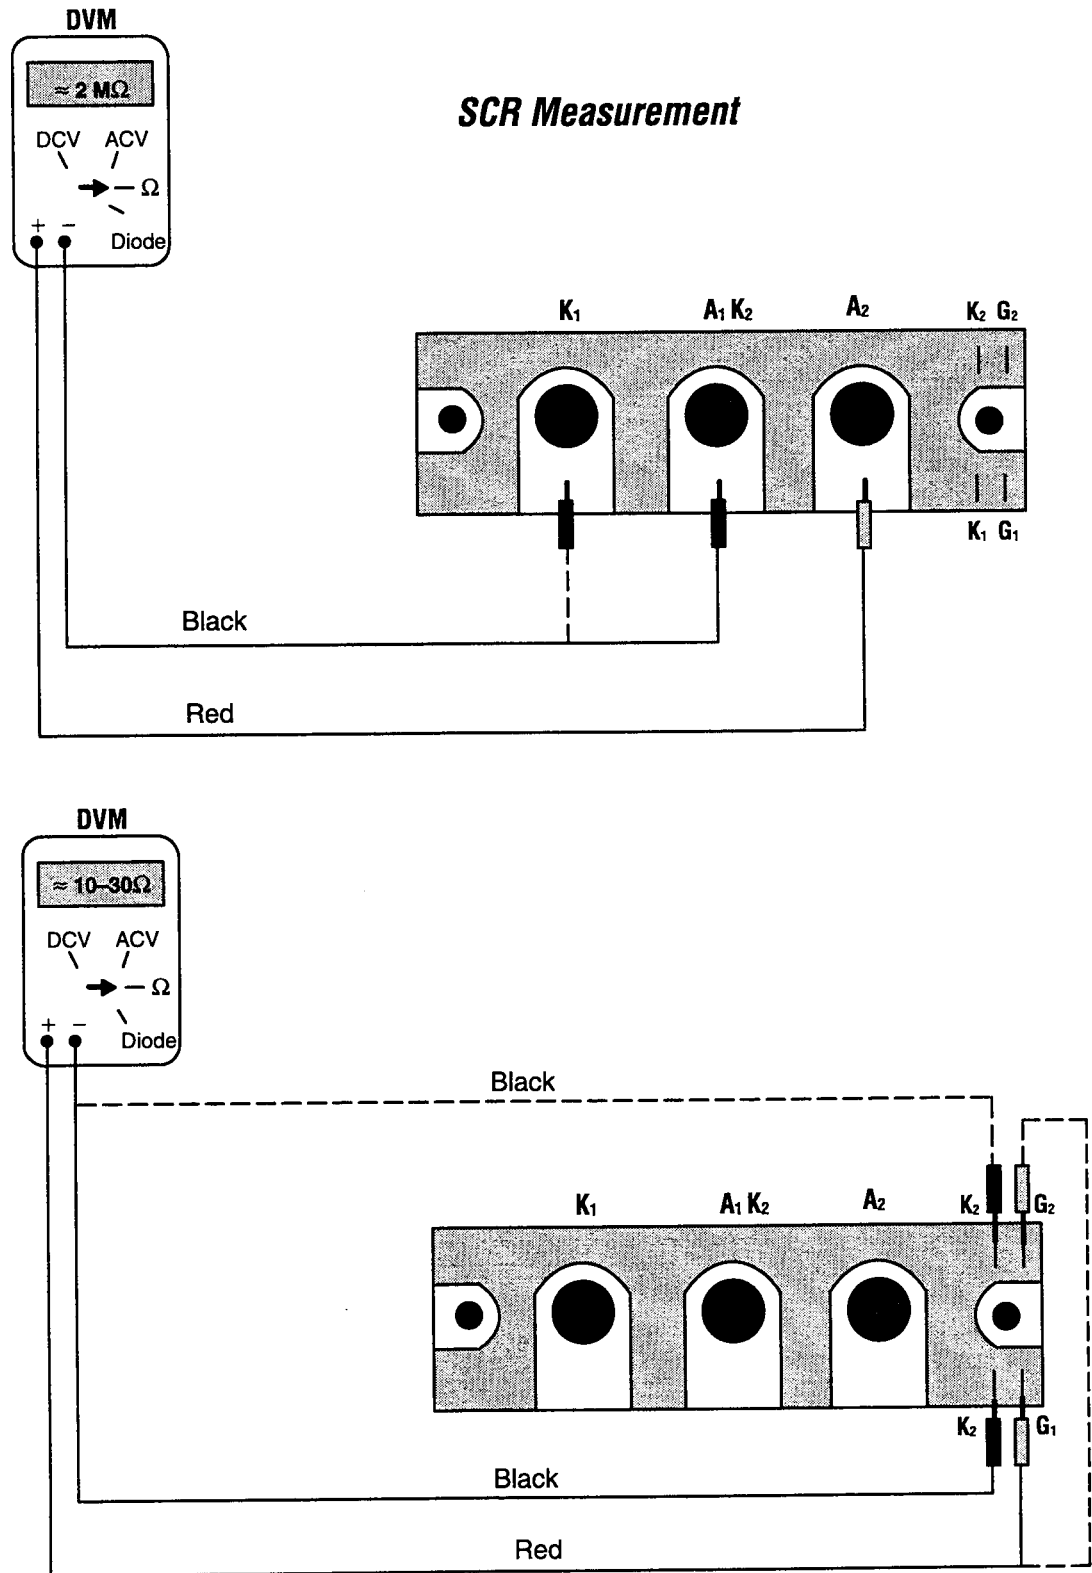 DVM
≈ 2 MΩ
SCR Measurement
DCV ACV
Ω
+ −
Diode
K₁ A₁ K₂ A₂ K₂ G₂
K₁ G₁
Black
Red
DVM
≈ 10–30Ω
DCV ACV
Ω
+ −
Diode
Black
K₁ A₁ K₂ A₂ K₂ G₂
K₂ G₁
Black
Red